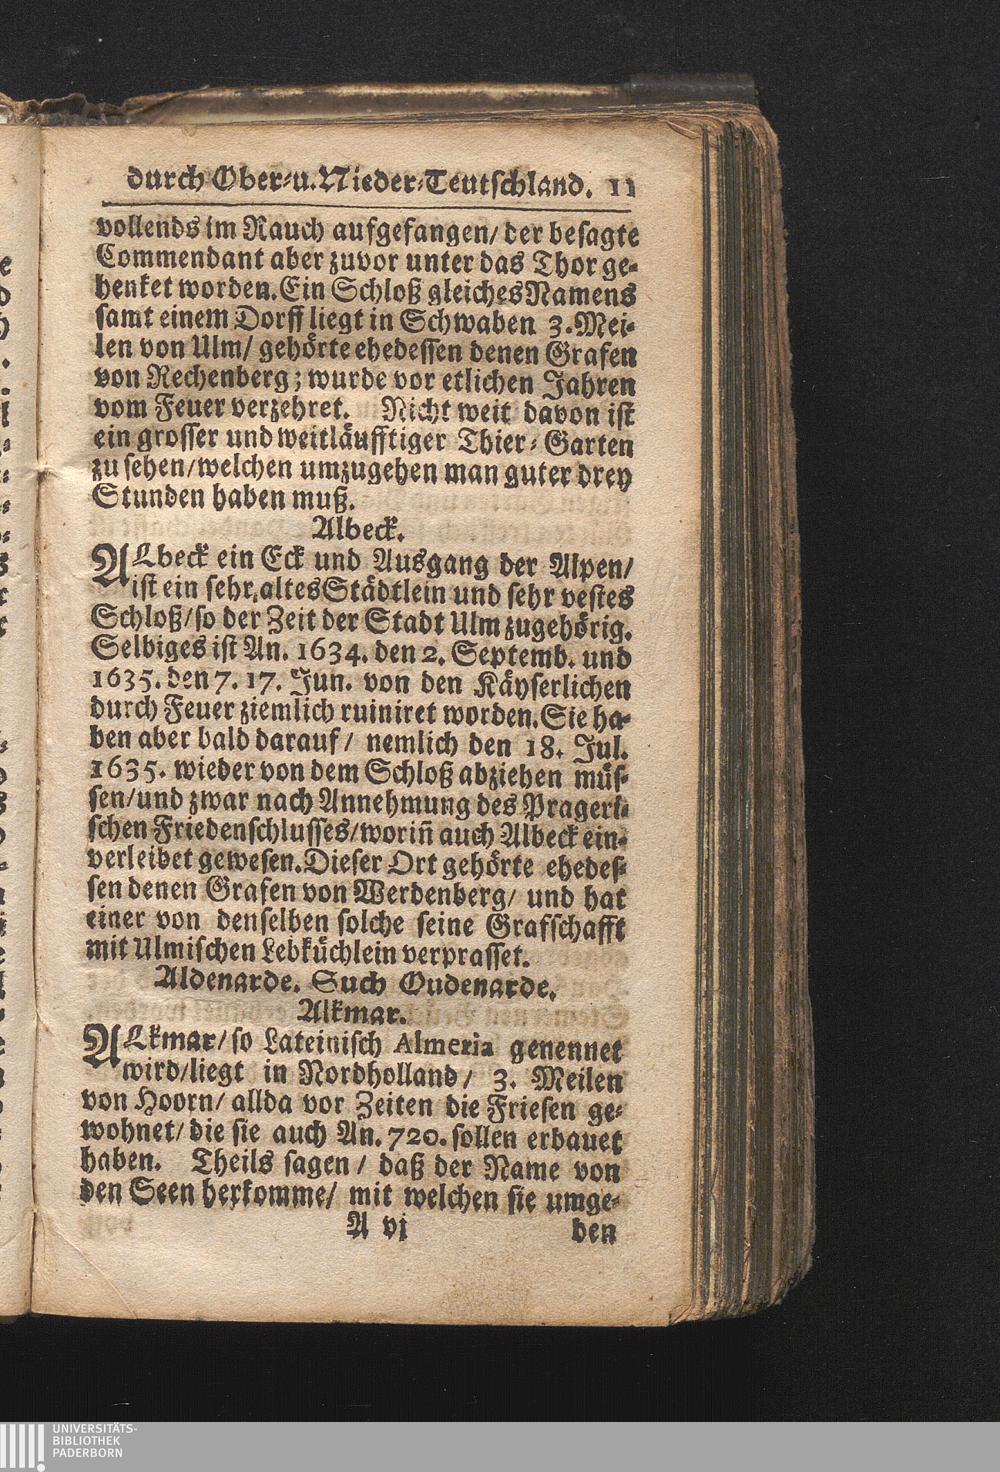 durch Ober-u. Nieder-Teutschland. 11
vollends im Rauch aufgefangen/ der besagte
Commendant aber zuvor unter das Thor ge-
henket worden. Ein Schloß gleiches Namens
samt einem Dorff liegt in Schwaben 3. Mei-
len von Ulm/ gehörte ehedessen denen Grafen
von Rechenberg; wurde vor etlichen Jahren
vom Feuer verzehret. Nicht weit davon ist
ein grosser und weitläufftiger Thier-Garten
zu sehen/welchen umzugehen man guter drey
Stunden haben muß.
Albeck.
ALbeck ein Eck und Ausgang der Alpen/
ist ein sehr altes Städtlein und sehr vestes
Schloß/so der Zeit der Stadt Ulm zugehörig.
Selbiges ist An. 1634. den 2. Septemb. und
1635. den 7. 17. Jun. von den Käyserlichen
durch Feuer ziemlich ruiniret worden. Sie ha-
ben aber bald darauf/ nemlich den 18. Jul.
1635. wieder von dem Schloß abziehen müs-
sen/und zwar nach Annehmung des Prageri-
schen Friedenschlusses/worin̄ auch Albeck ein-
verleibet gewesen. Dieser Ort gehörte ehedes-
sen denen Grafen von Werdenberg/ und hat
einer von denselben solche seine Grafschafft
mit Ulmischen Lebküchlein verprasset.
Aldenarde. Such Oudenarde.
Alkmar.
ALkmar/ so Lateinisch Almeria genennet
wird/liegt in Nordholland/ 3. Meilen
von Hoorn/ allda vor Zeiten die Friesen ge-
wohnet/ die sie auch An. 720. sollen erbauet
haben. Theils sagen/ daß der Name von
den Seen herkomme/ mit welchen sie umge-
A vj ben
UNIVERSITÄTS-
BIBLIOTHEK
PADERBORN